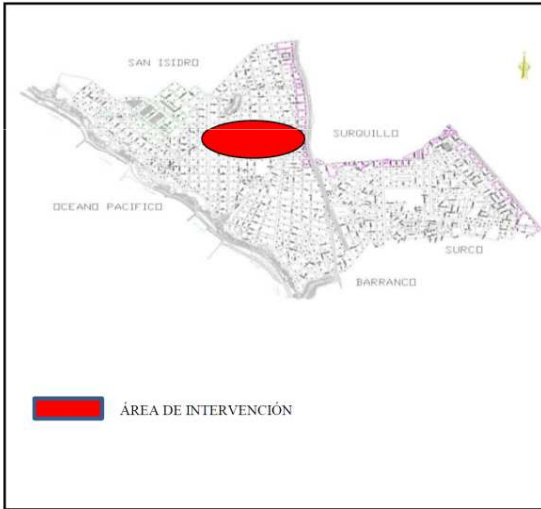 SAN ISIDRO
SURQUILLO
OCEANO PACIFICO
SURCO
BARRANCO
ÁREA DE INTERVENCIÓN